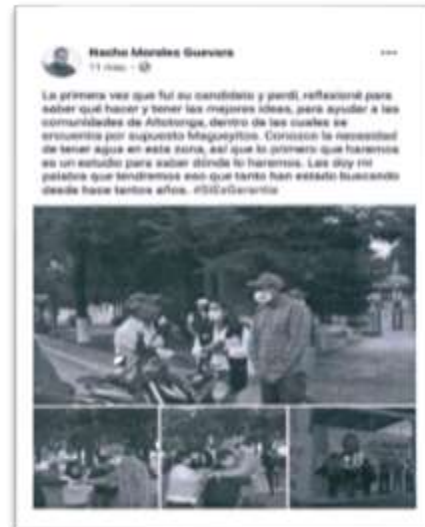 Nacho Morales Guevara
11 may. ·
La primera vez que fui su candidato y perdí, reflexioné para
saber qué hacer y tener las mejores ideas, para ayudar a las
comunidades de Altotonga, dentro de las cuales se
encuentra por supuesto Magueyitos. Conozco la necesidad
de tener agua en esta zona, así que lo primero que haremos
es un estudio para saber dónde lo haremos. Les doy mi
palabra que tendremos eso que tanto han estado buscando
desde hace tantos años. #SíEsGarantía